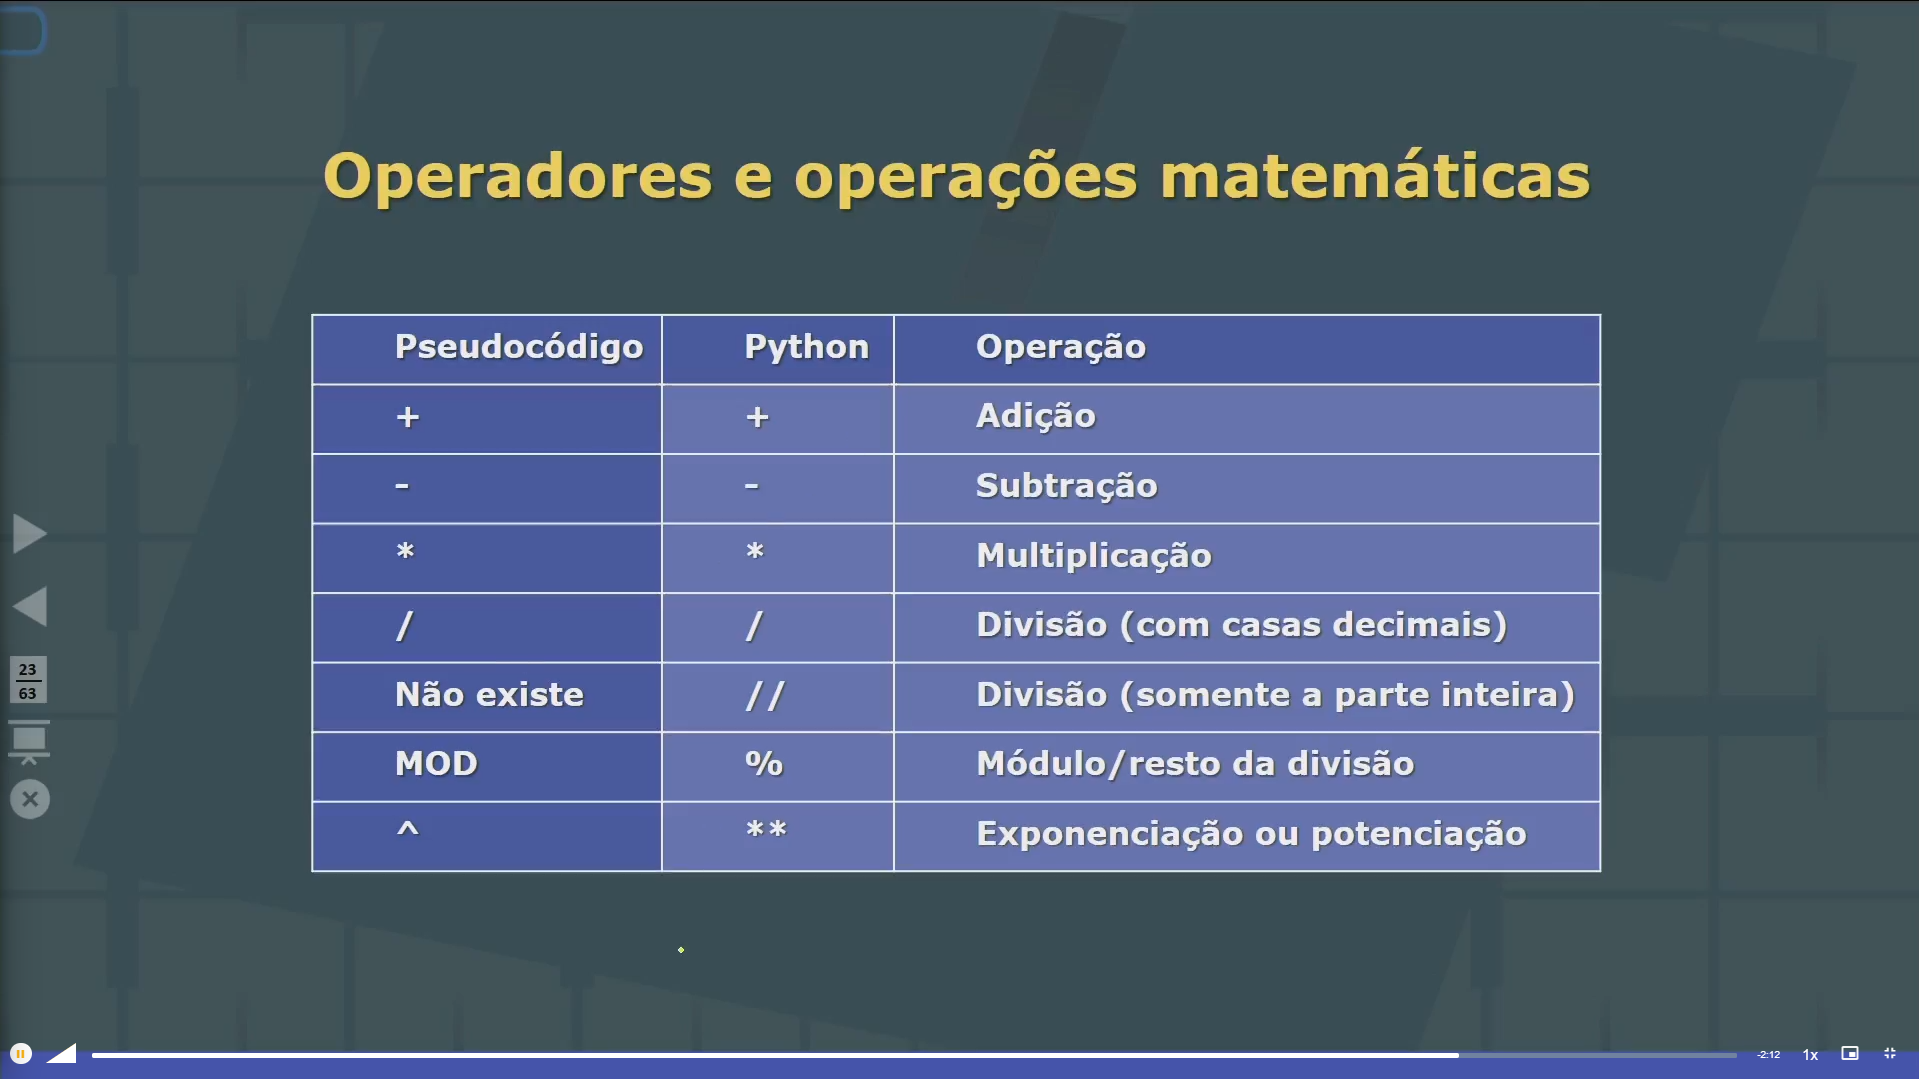 Operadores e operações matemáticas
Pseudocódigo Python Operação
+ + Adição
- - Subtração
* * Multiplicação
/ / Divisão (com casas decimais)
Não existe // Divisão (somente a parte inteira)
MOD % Módulo/resto da divisão
^ ** Exponenciação ou potenciação
23
63
-2:12 1x